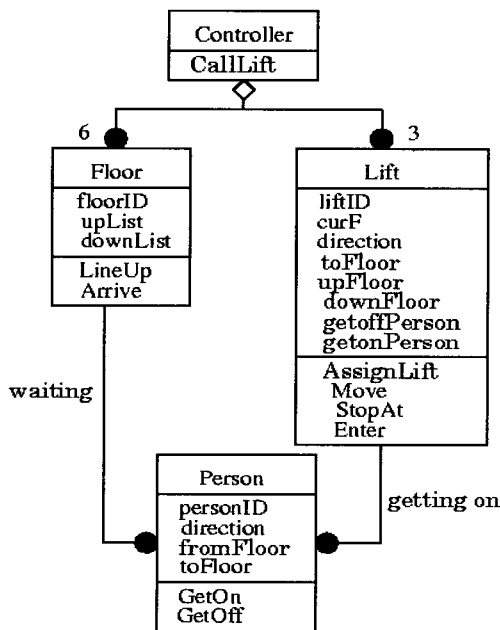 Controller
CallLift
6
3
Floor
floorID
upList
downList
LineUp
Arrive
Lift
liftID
curF
direction
toFloor
upFloor
downFloor
getoffPerson
getonPerson
AssignLift
Move
StopAt
Enter
waiting
getting on
Person
personID
direction
fromFloor
toFloor
GetOn
GetOff